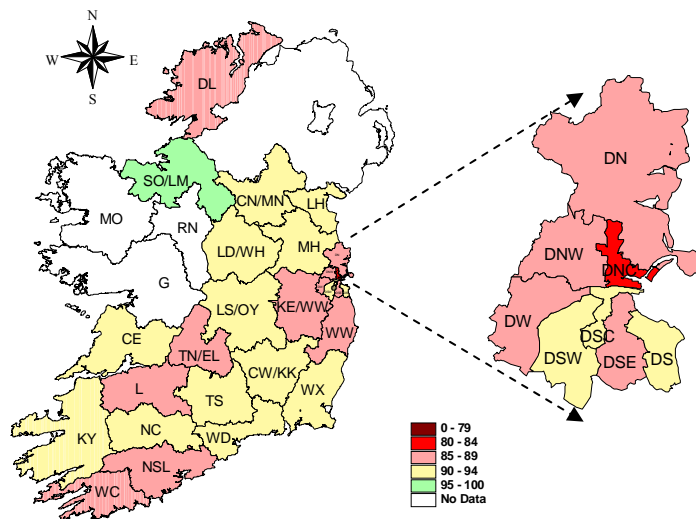 N
W E
S
DL
SO/LM
MO
RN
CN/MN
LH
LD/WH
MH
G
LS/OY
KE/WW
WW
CE
TN/EL
L
CW/KK
TS
WX
KY
NC
WD
NSL
WC
DN
DNW
DNC
DW
DSC
DSW
DSE
DS
0 - 79
80 - 84
85 - 89
90 - 94
95 - 100
No Data